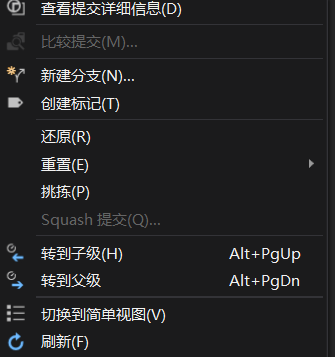 查看提交详细信息(D)
比较提交(M)...
新建分支(N)...
创建标记(T)
还原(R)
重置(E)
挑拣(P)
Squash 提交(Q)...
转到子级(H) Alt+PgUp
转到父级 Alt+PgDn
切换到简单视图(V)
刷新(F)